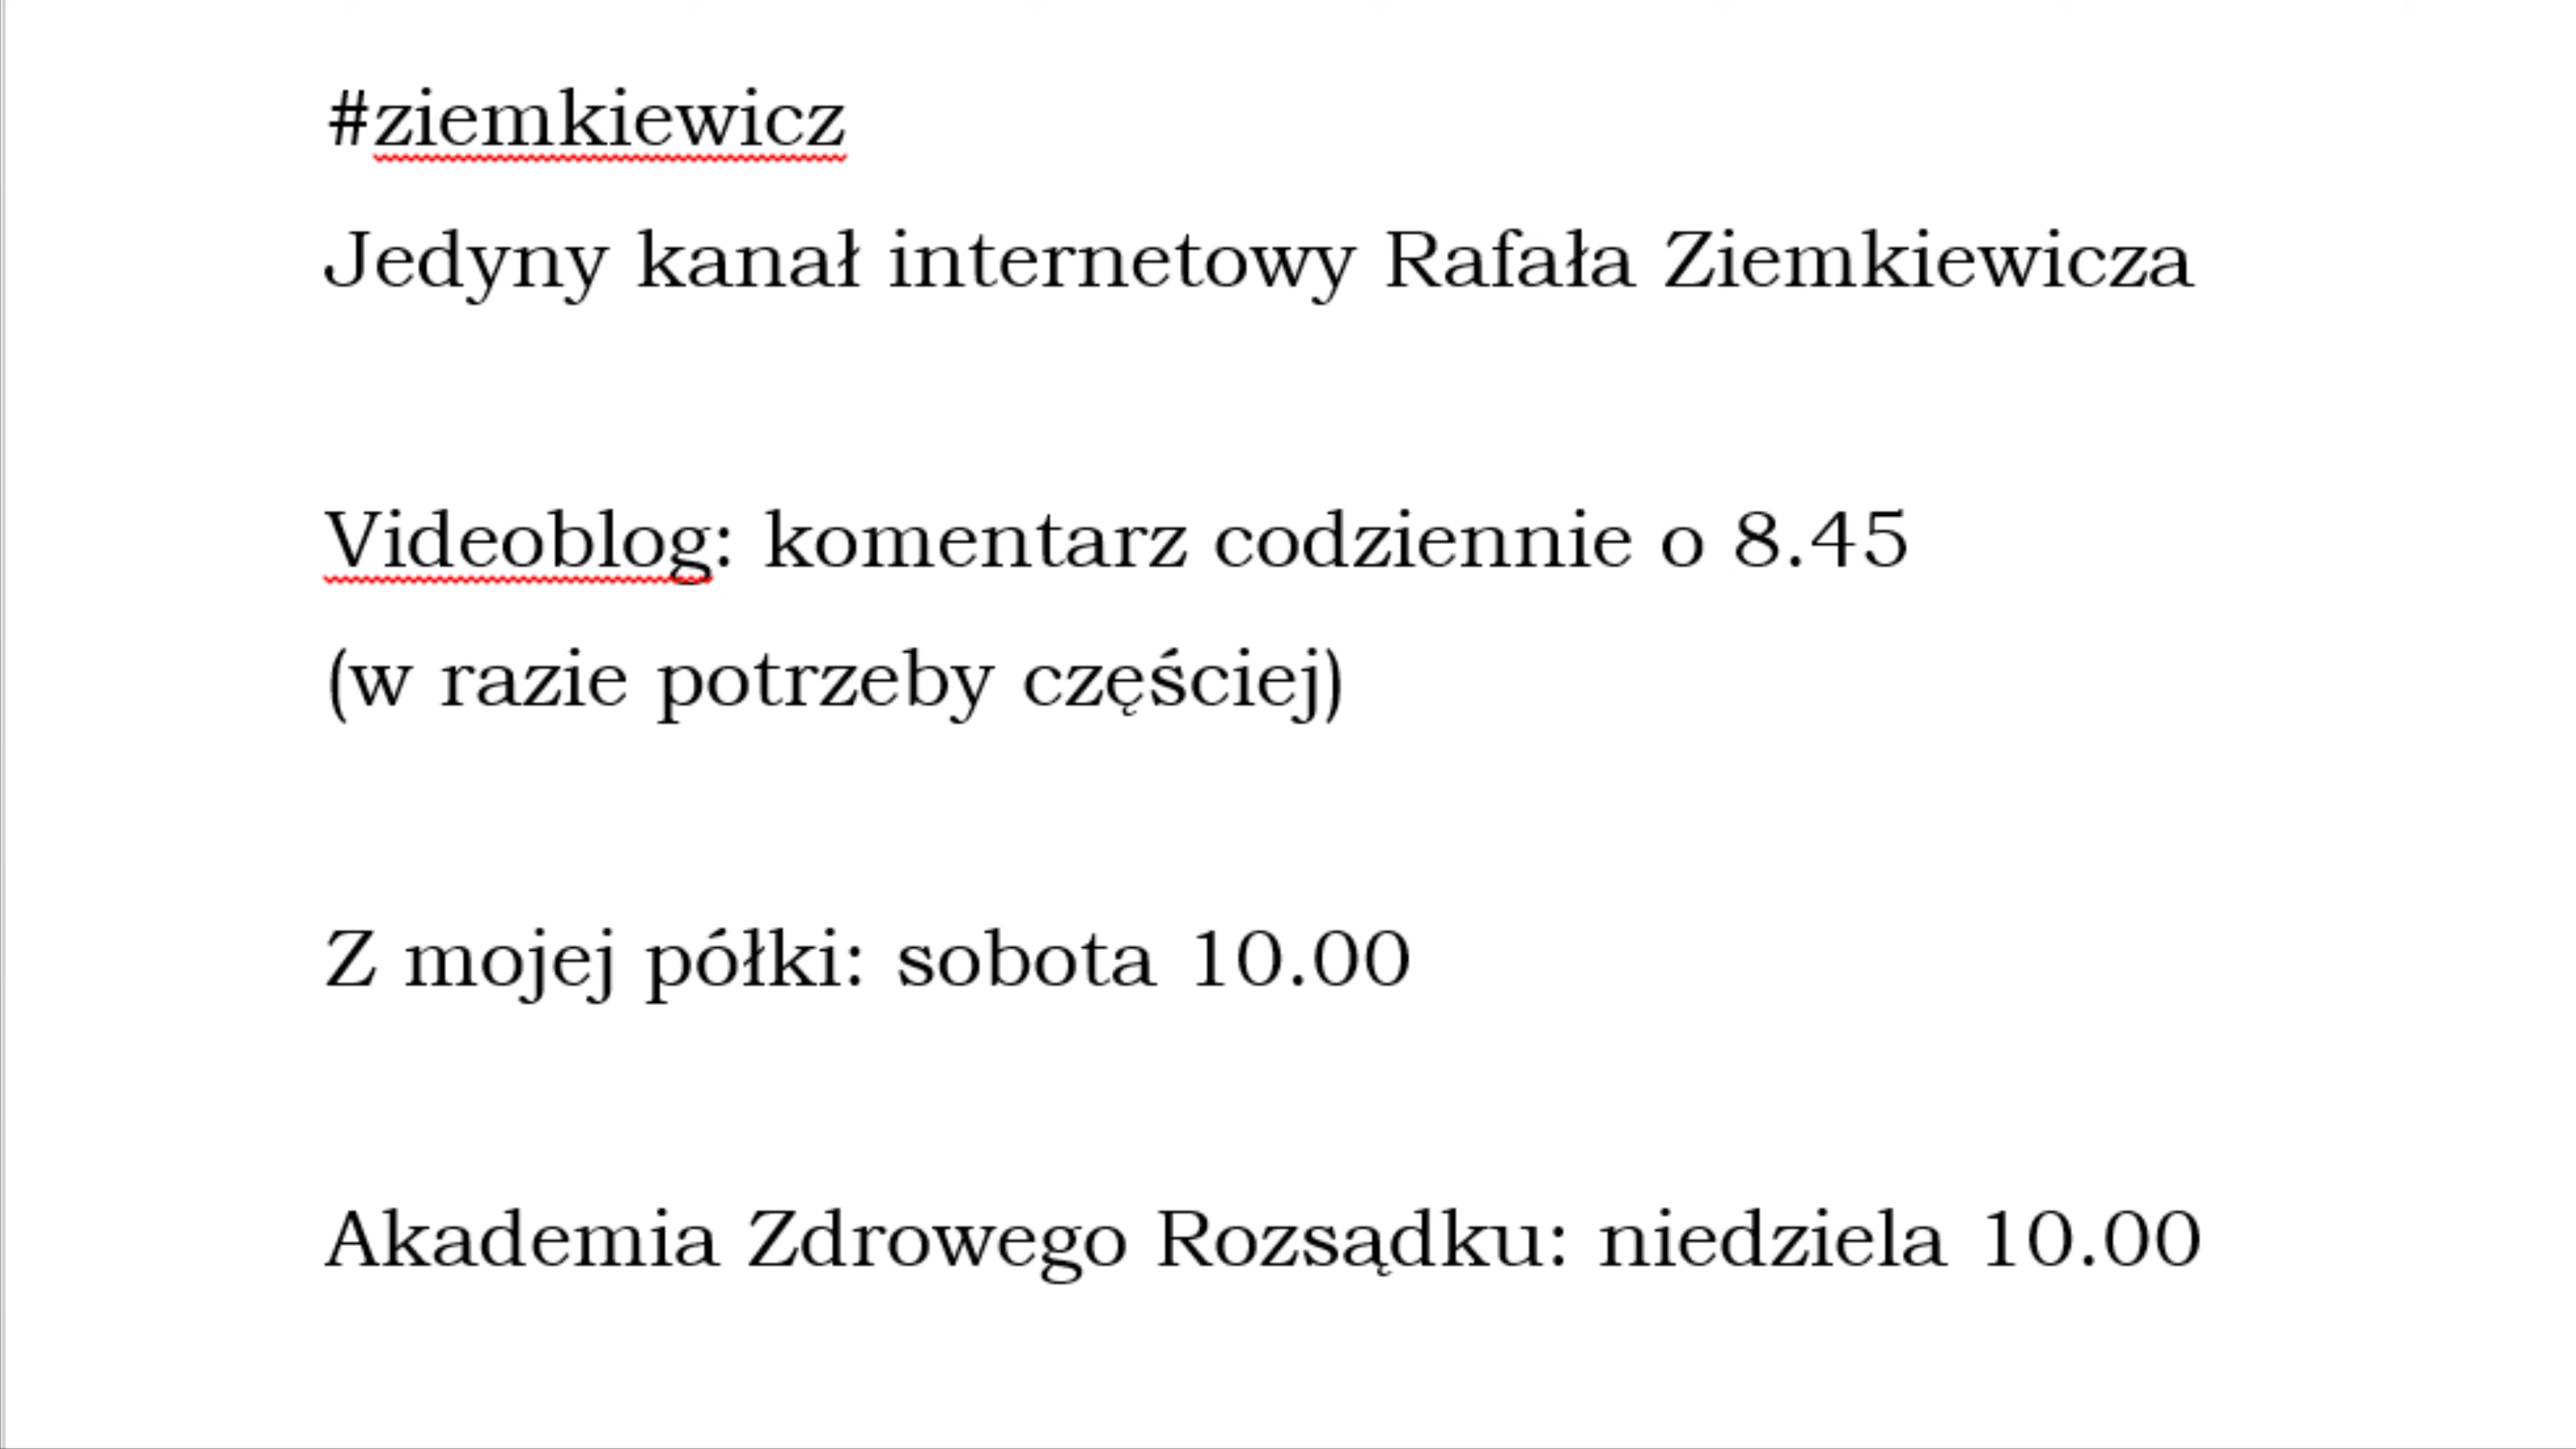 #ziemkiewicz
Jedyny kanał internetowy Rafała Ziemkiewicza
Videoblog: komentarz codziennie o 8.45
(w razie potrzeby częściej)
Z mojej półki: sobota 10.00
Akademia Zdrowego Rozsądku: niedziela 10.00